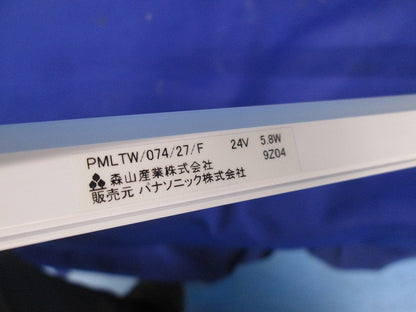 PMLTW/074/27/F 24V 5.8W
9Z04
森山産業株式会社
販売元 パナソニック株式会社